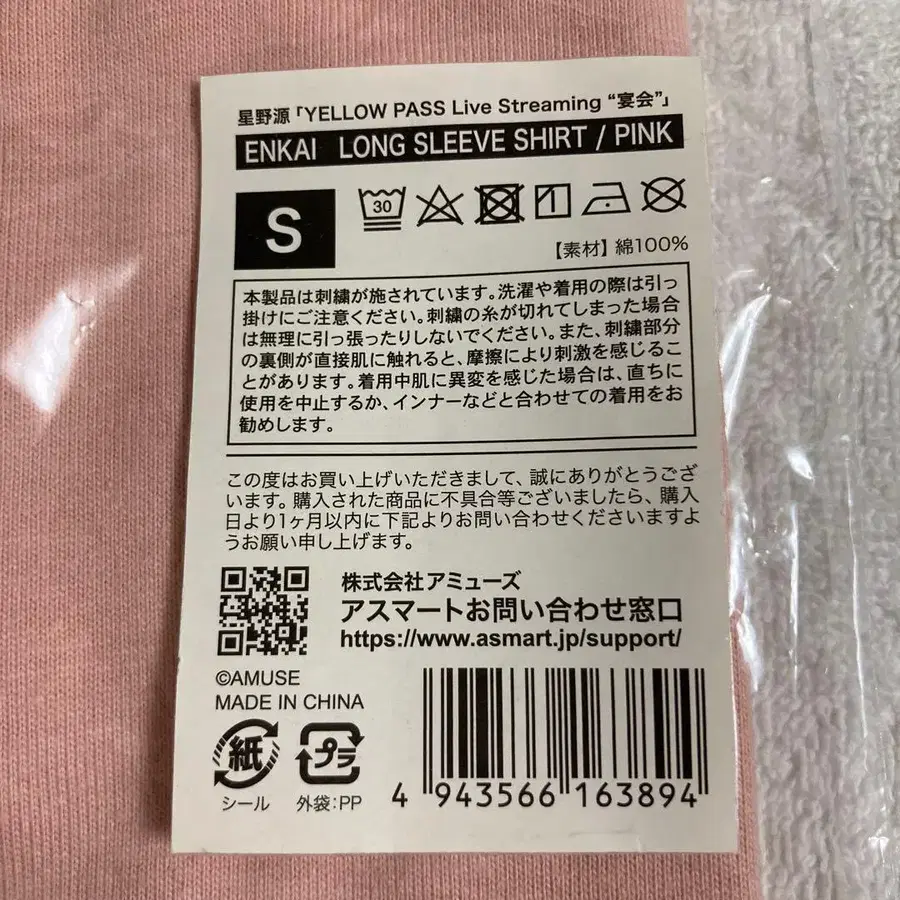 星野源「YELLOW PASS Live Streaming “宴会”」
ENKAI LONG SLEEVE SHIRT / PINK
S
30
【素材】綿100%
本製品は刺繍が施されています。洗濯や着用の際は引っ
掛けにご注意ください。刺繍の糸が切れてしまった場合
は無理に引っ張ったりしないでください。また、刺繍部分
の裏側が直接肌に触れると、摩擦により刺激を感じるこ
とがあります。着用中肌に異変を感じた場合は、直ちに
使用を中止するか、インナーなどと合わせての着用をお
勧めします。
この度はお買い上げいただきまして、誠にありがとうござ
います。購入された商品に不具合等ございましたら、購入
日より1ヶ月以内に下記よりお問い合わせくださいますよ
うお願い申し上げます。
株式会社アミューズ
アスマートお問い合わせ窓口
https://www.asmart.jp/support/
©AMUSE
MADE IN CHINA
紙
プラ
シール
外袋:PP
4 943566 163894